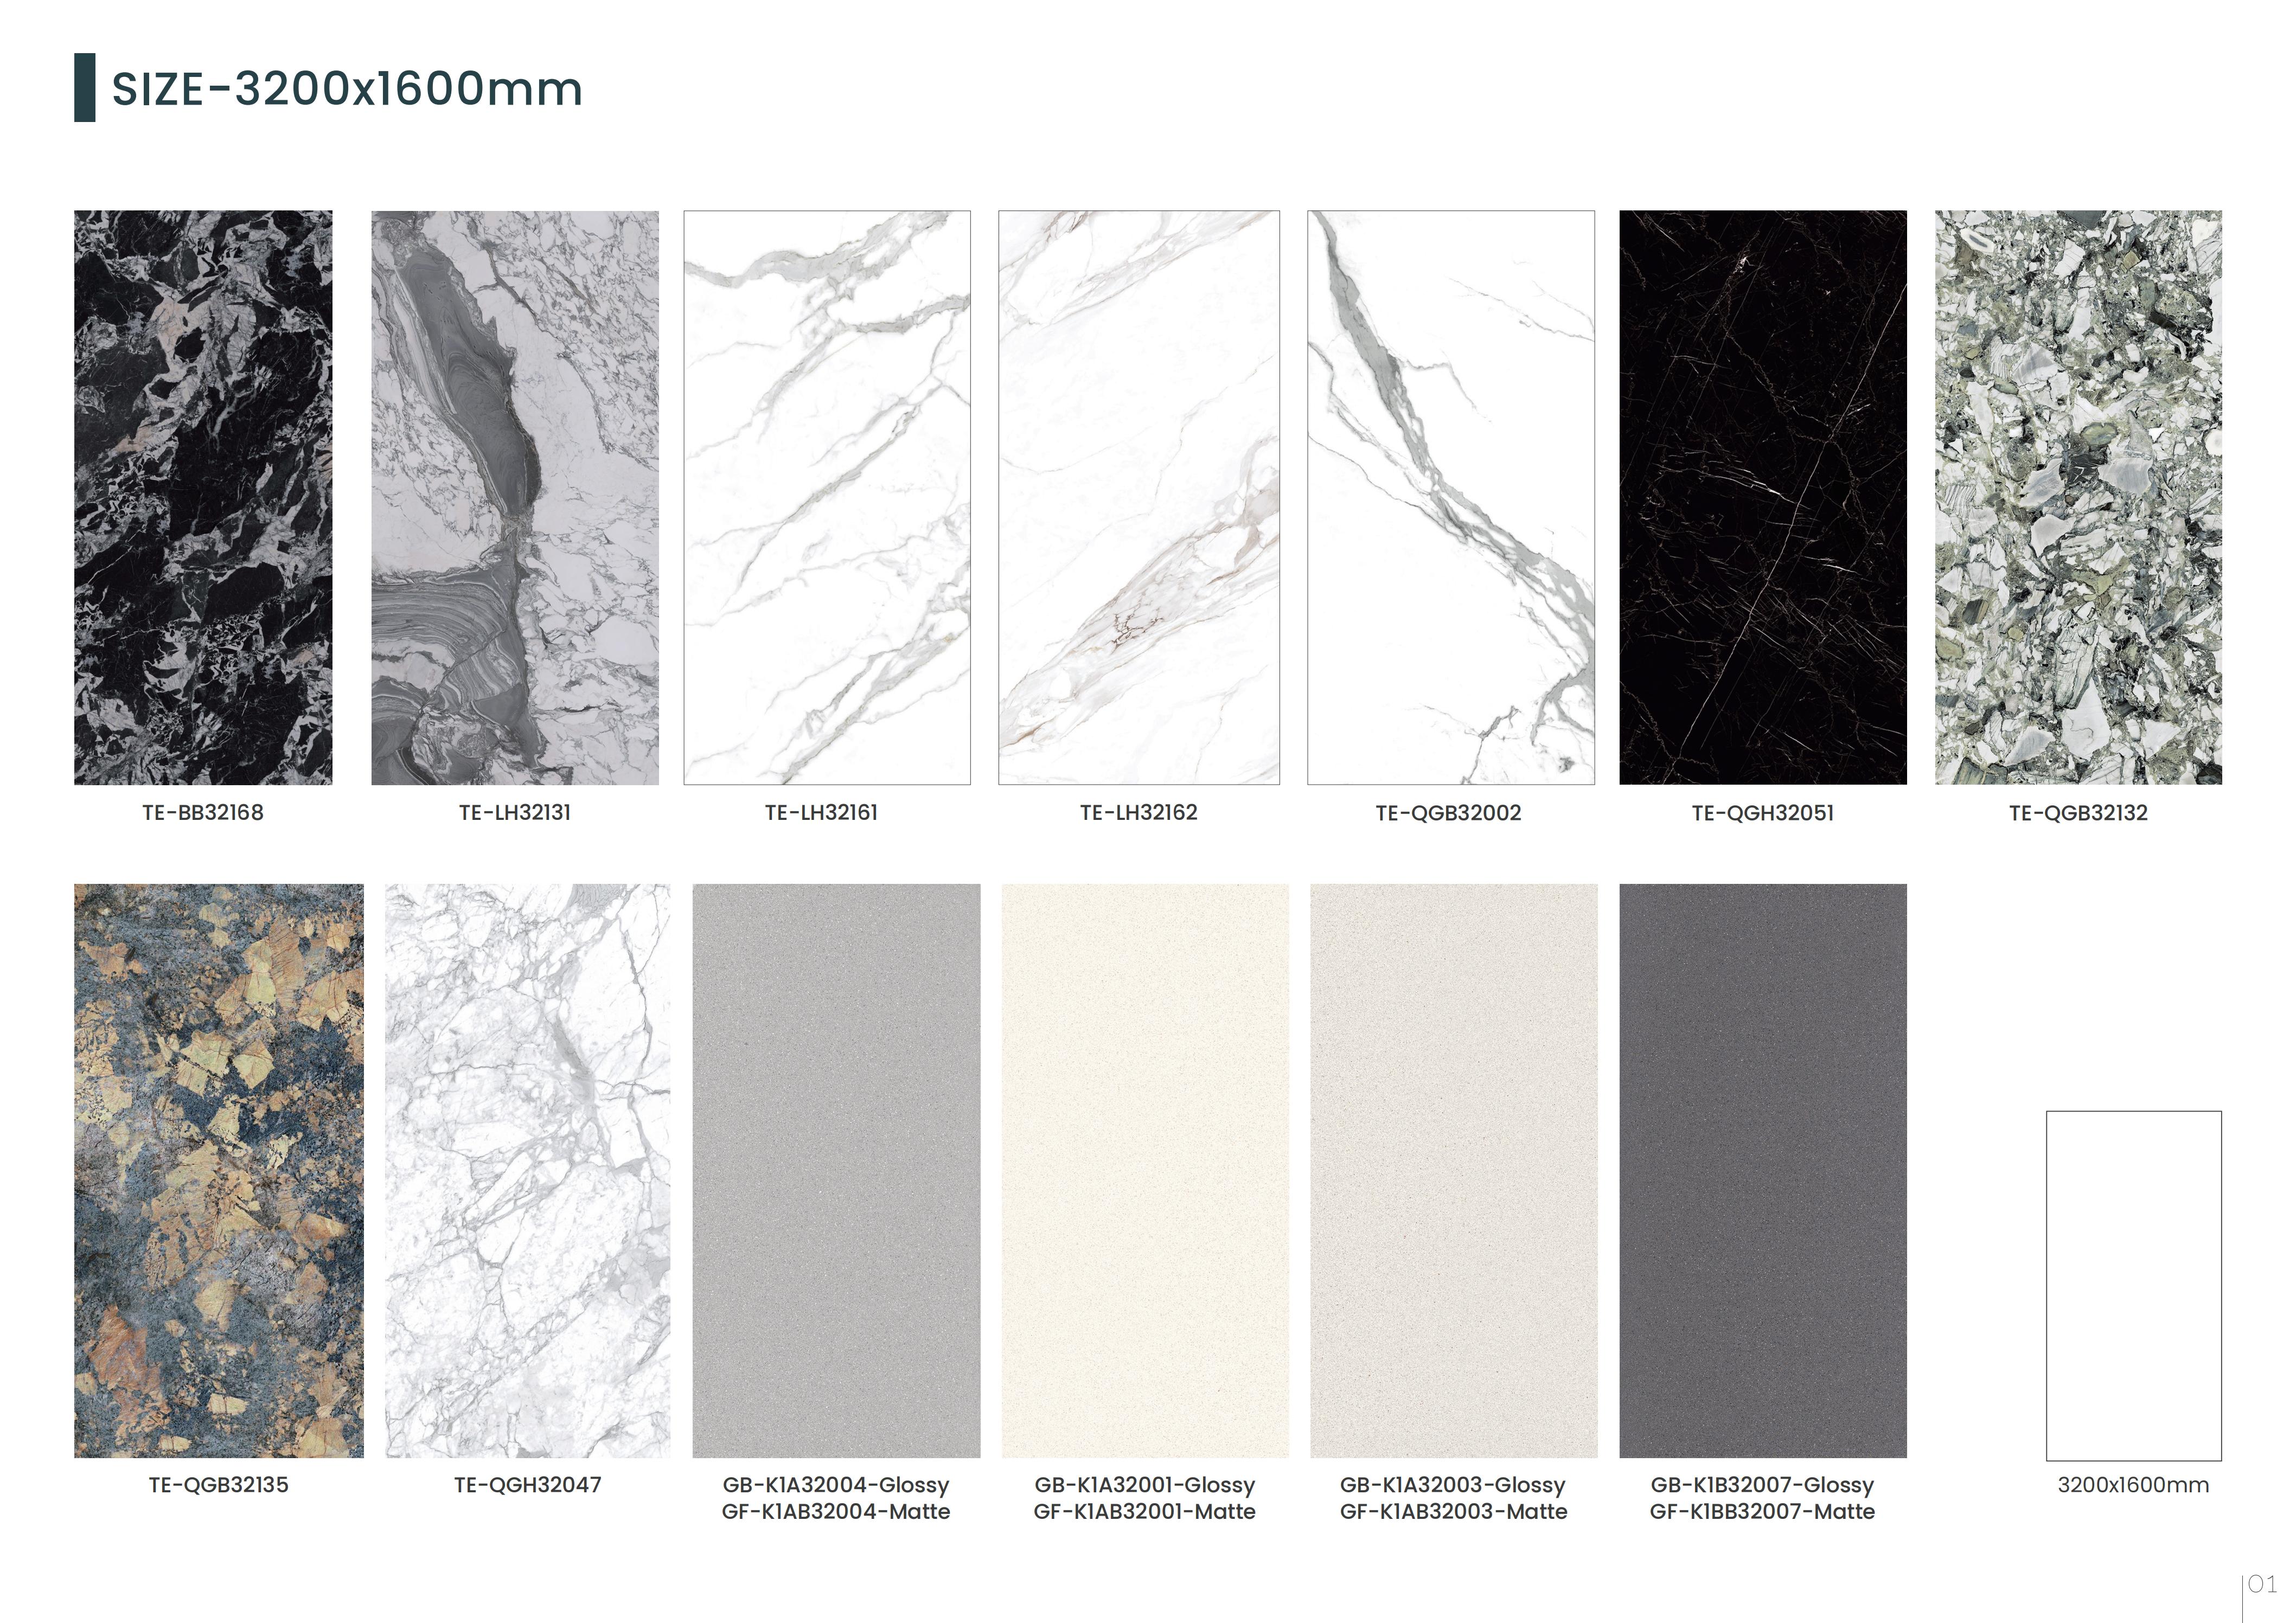 SIZE-3200x1600mm
TE-BB32168
TE-LH32131
TE-LH32161
TE-LH32162
TE-QGB32002
TE-QGH32051
TE-QGB32132
TE-QGB32135
TE-QGH32047
GB-K1A32004-Glossy
GF-K1AB32004-Matte
GB-K1A32001-Glossy
GF-K1AB32001-Matte
GB-K1A32003-Glossy
GF-K1AB32003-Matte
GB-K1B32007-Glossy
GF-K1BB32007-Matte
3200x1600mm
01